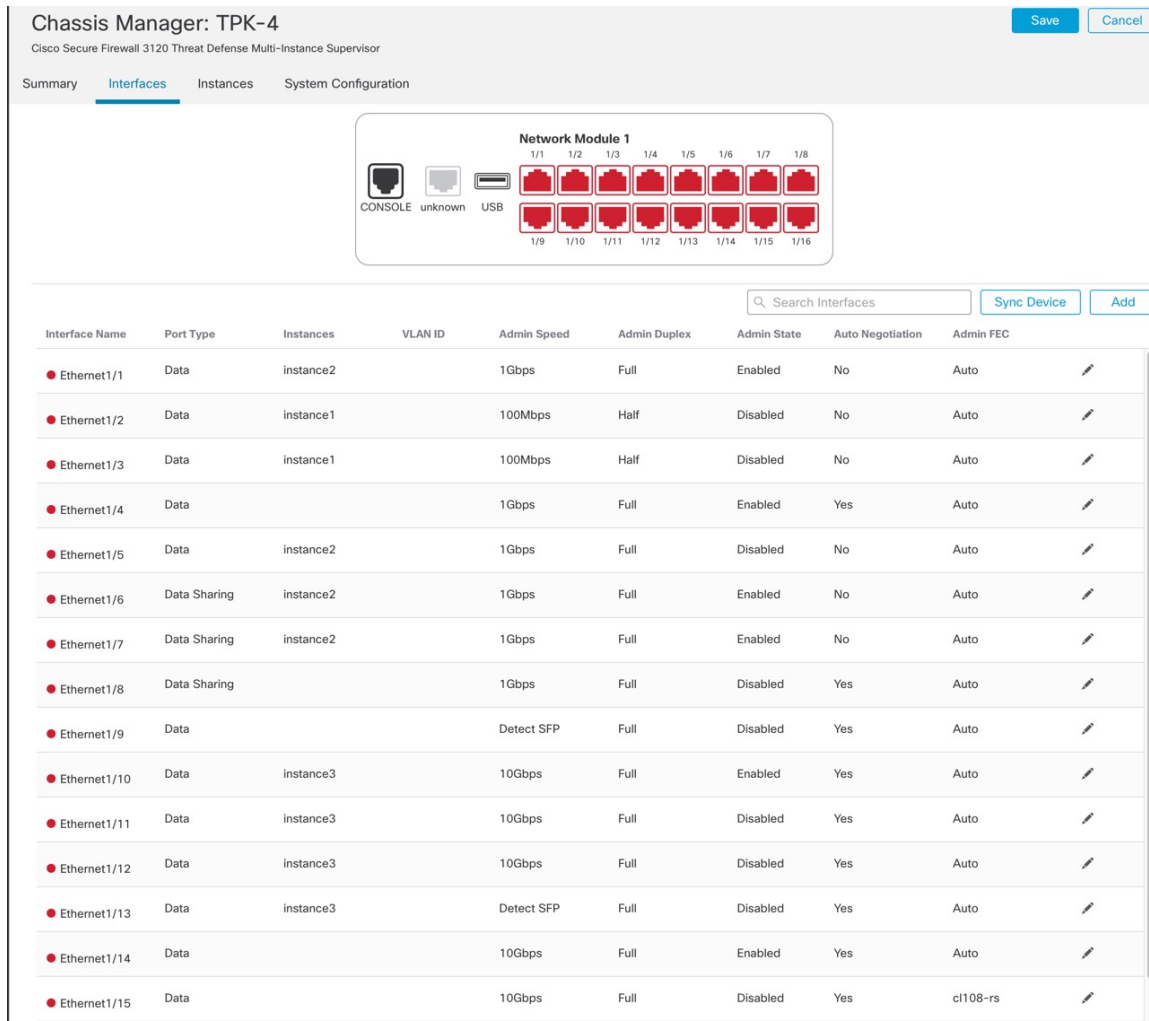 Chassis Manager: TPK-4
Save
Cancel
Cisco Secure Firewall 3120 Threat Defense Multi-Instance Supervisor
Summary Interfaces Instances System Configuration
Network Module 1
1/1 1/2 1/3 1/4 1/5 1/6 1/7 1/8
CONSOLE unknown USB
1/9 1/10 1/11 1/12 1/13 1/14 1/15 1/16
Search Interfaces Sync Device Add
Interface Name Port Type Instances VLAN ID Admin Speed Admin Duplex Admin State Auto Negotiation Admin FEC
Ethernet1/1 Data instance2 1Gbps Full Enabled No Auto
Ethernet1/2 Data instance1 100Mbps Half Disabled No Auto
Ethernet1/3 Data instance1 100Mbps Half Disabled No Auto
Ethernet1/4 Data 1Gbps Full Enabled Yes Auto
Ethernet1/5 Data instance2 1Gbps Full Disabled No Auto
Ethernet1/6 Data Sharing instance2 1Gbps Full Enabled No Auto
Ethernet1/7 Data Sharing instance2 1Gbps Full Enabled No Auto
Ethernet1/8 Data Sharing 1Gbps Full Disabled Yes Auto
Ethernet1/9 Data Detect SFP Full Disabled Yes Auto
Ethernet1/10 Data instance3 10Gbps Full Enabled Yes Auto
Ethernet1/11 Data instance3 10Gbps Full Disabled Yes Auto
Ethernet1/12 Data instance3 10Gbps Full Disabled Yes Auto
Ethernet1/13 Data instance3 Detect SFP Full Disabled Yes Auto
Ethernet1/14 Data 10Gbps Full Enabled Yes Auto
Ethernet1/15 Data 10Gbps Full Disabled Yes cl108-rs